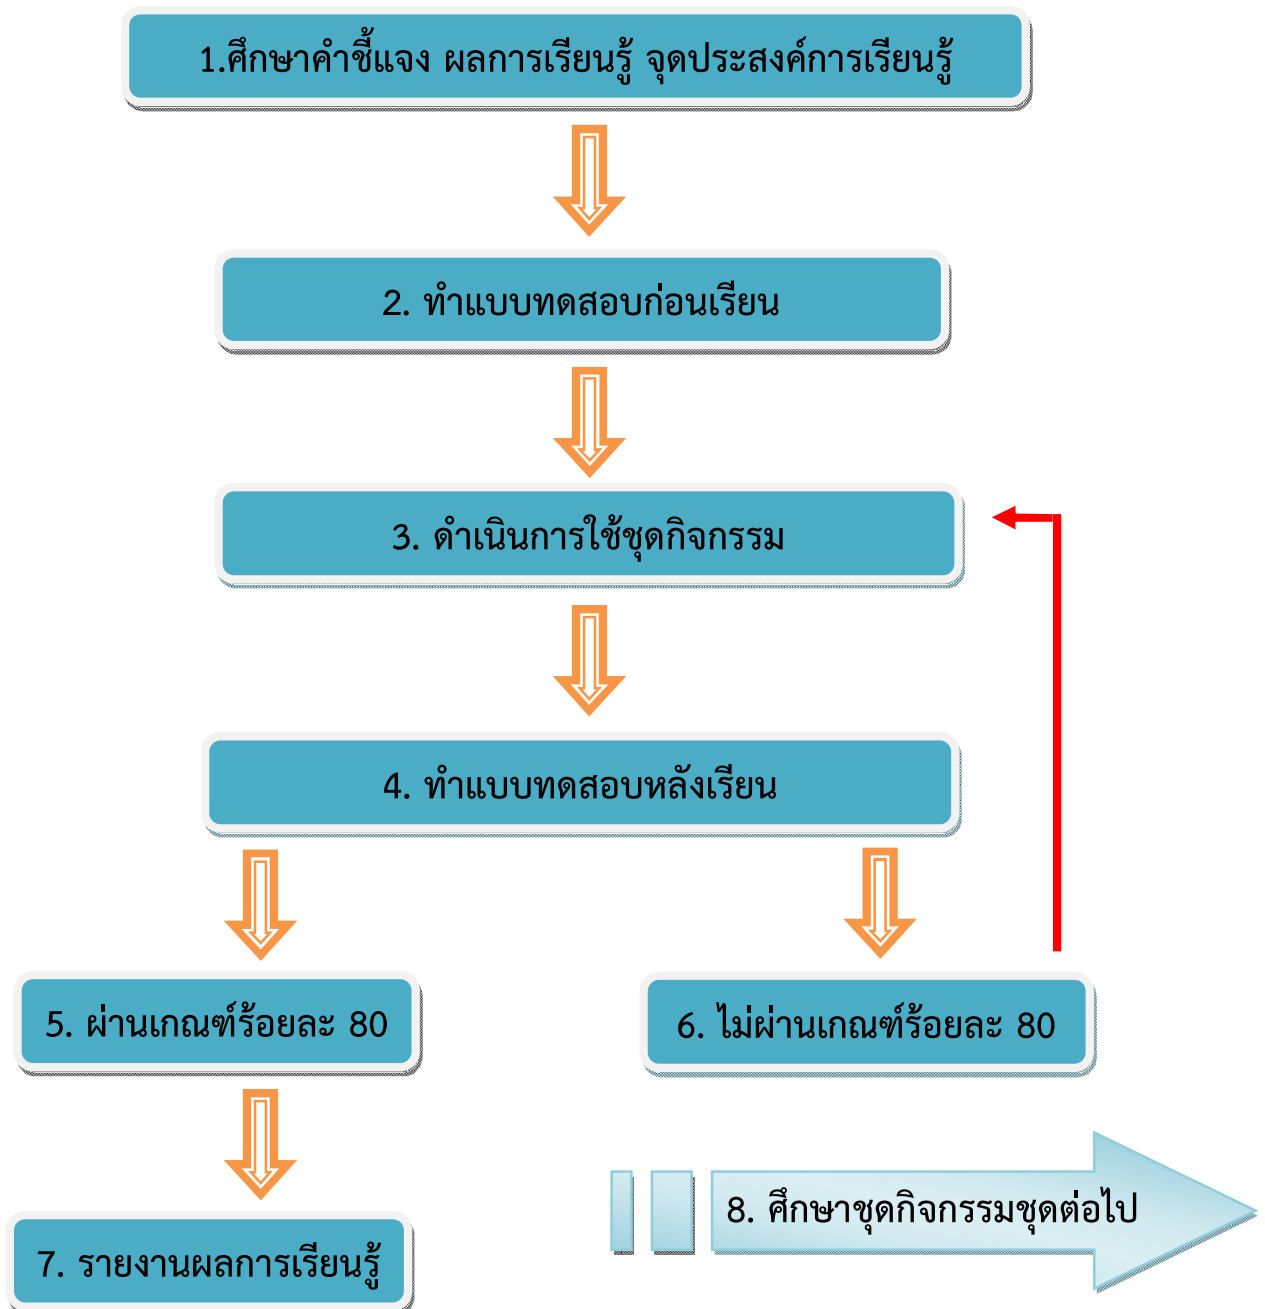 1.ศึกษาคำชี้แจง ผลการเรียนรู้ จุดประสงค์การเรียนรู้
2. ทำแบบทดสอบก่อนเรียน
3. ดำเนินการใช้ชุดกิจกรรม
4. ทำแบบทดสอบหลังเรียน
5. ผ่านเกณฑ์ร้อยละ 80
6. ไม่ผ่านเกณฑ์ร้อยละ 80
7. รายงานผลการเรียนรู้
8. ศึกษาชุดกิจกรรมชุดต่อไป